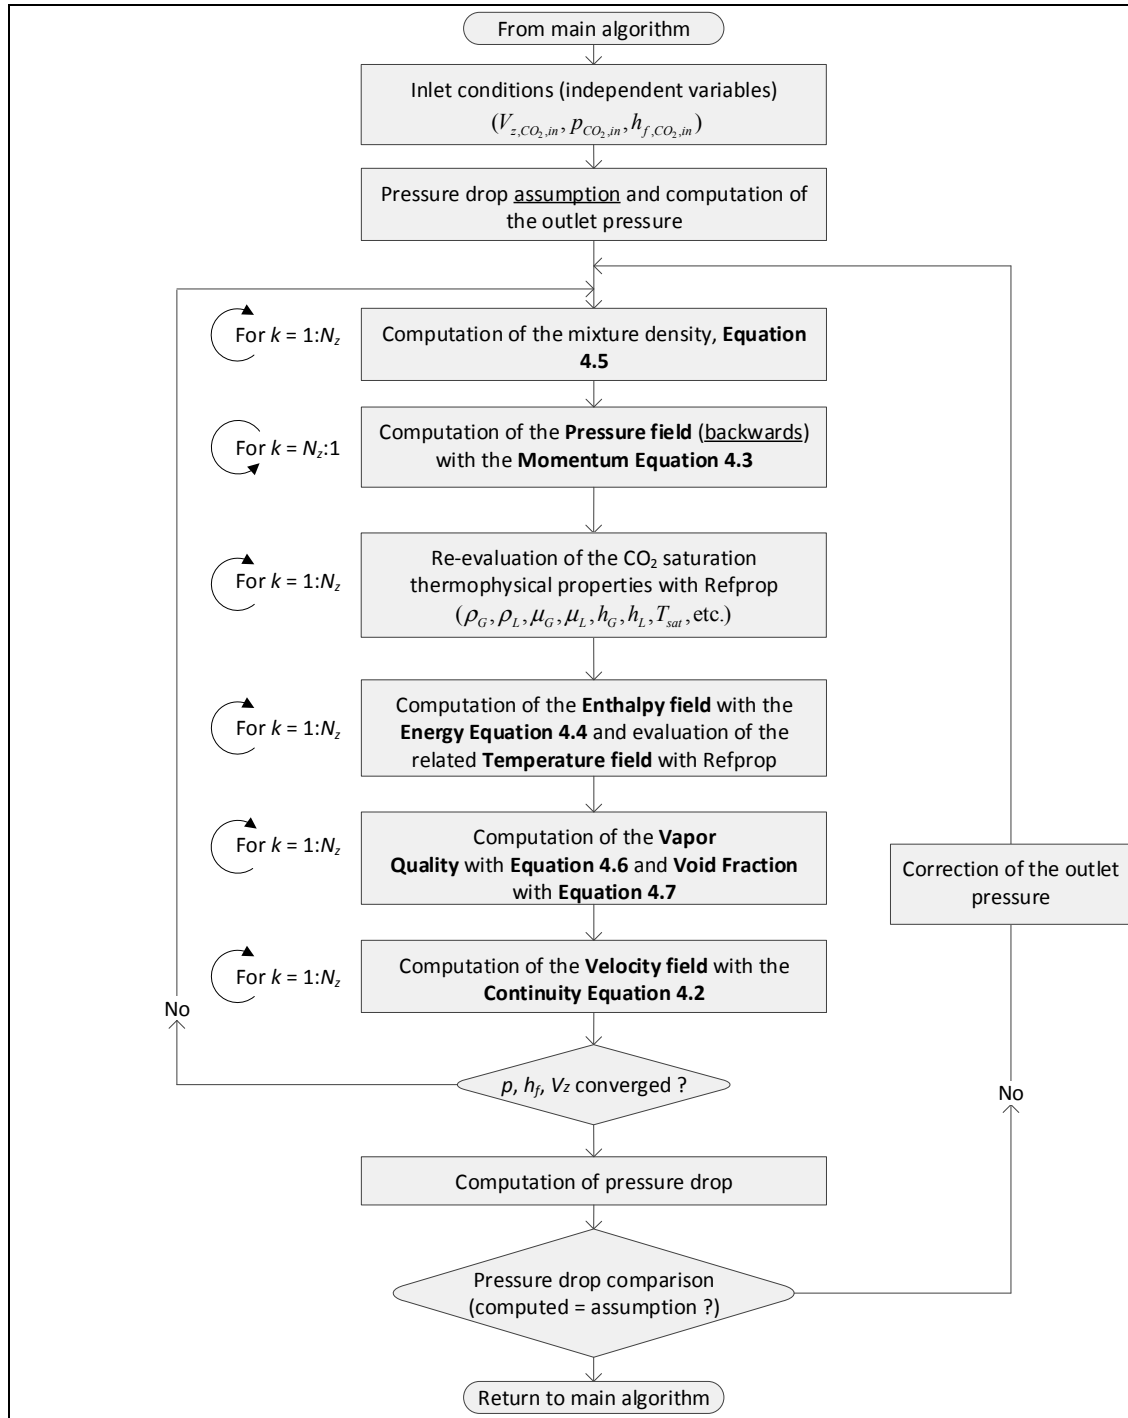 From main algorithm
Inlet conditions (independent variables)
(V_{z,CO_2,in}, p_{CO_2,in}, h_{f,CO_2,in})
Pressure drop assumption and computation of
the outlet pressure
For k = 1:N_z
Computation of the mixture density, Equation
4.5
For k = N_z:1
Computation of the Pressure field (backwards)
with the Momentum Equation 4.3
For k = 1:N_z
Re-evaluation of the CO_2 saturation
thermophysical properties with Refprop
(ρ_G, ρ_L, μ_G, μ_L, h_G, h_L, T_{sat}, etc.)
For k = 1:N_z
Computation of the Enthalpy field with the
Energy Equation 4.4 and evaluation of the
related Temperature field with Refprop
For k = 1:N_z
Computation of the Vapor
Quality with Equation 4.6 and Void Fraction
with Equation 4.7
Correction of the outlet
pressure
For k = 1:N_z
Computation of the Velocity field with the
Continuity Equation 4.2
No
p, h_f, Vz converged ?
No
Computation of pressure drop
Pressure drop comparison
(computed = assumption ?)
Return to main algorithm